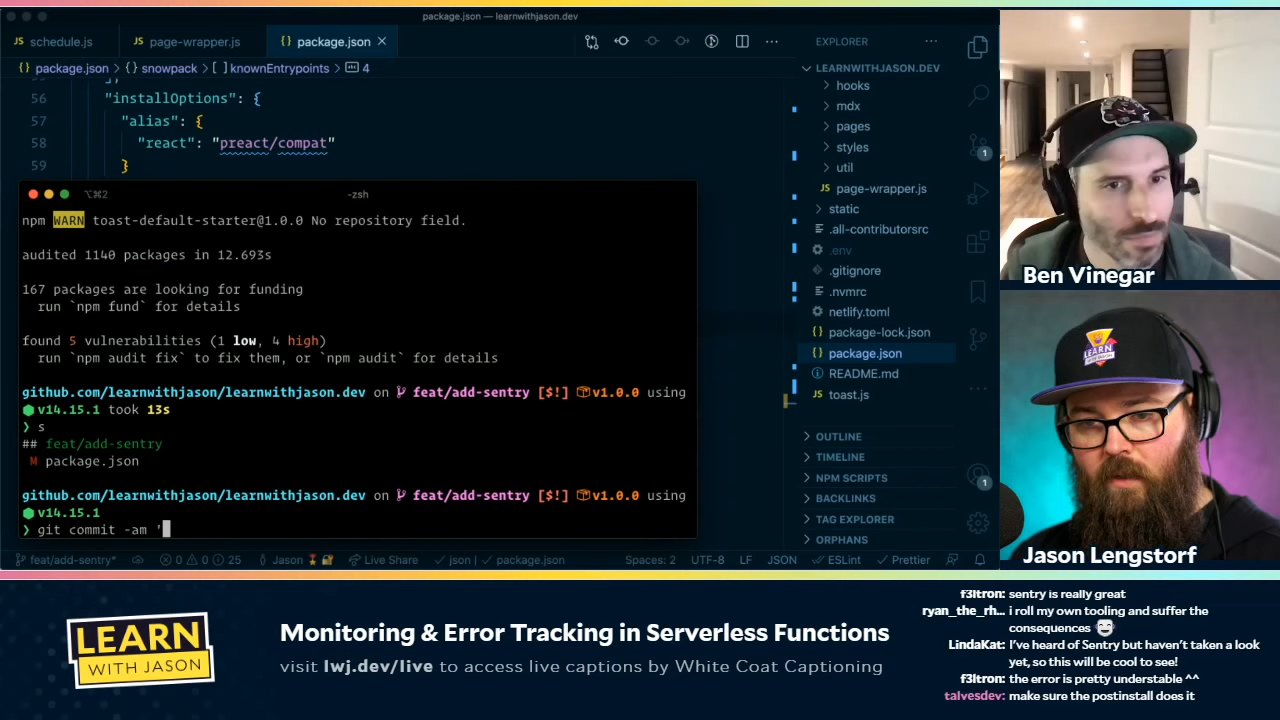 package.json — learnwithjason.dev
JS schedule.js
JS page-wrapper.js
{} package.json ×
EXPLORER ···
{} package.json > {} snowpack > [ ] knownEntrypoints > 4
LEARNWITHJASON.DEV
56 "installOptions": {
57 "alias": {
58 "react": "preact/compat"
59 }
> hooks
> mdx
> pages
> styles
> util
JS page-wrapper.js
> static
.all-contributorsrc
.env
.gitignore
.nvmrc
netlify.toml
{} package-lock.json
{} package.json
README.md
JS toast.js
> OUTLINE
> TIMELINE
> NPM SCRIPTS
> BACKLINKS
> TAG EXPLORER
> ORPHANS
1
1
⌥⌘2
-zsh
npm WARN toast-default-starter@1.0.0 No repository field.
audited 1140 packages in 12.693s
167 packages are looking for funding
run `npm fund` for details
found 5 vulnerabilities (1 low, 4 high)
run `npm audit fix` to fix them, or `npm audit` for details
github.com/learnwithjason/learnwithjason.dev on feat/add-sentry [$!] v1.0.0 using
v14.15.1 took 13s
❯ s
## feat/add-sentry
M package.json
github.com/learnwithjason/learnwithjason.dev on feat/add-sentry [$!] v1.0.0 using
v14.15.1
❯ git commit -am '
feat/add-sentry* 0 0 25 Jason Live Share ✓ json | ✓ package.json Spaces: 2 UTF-8 LF JSON ✓ ESLint ✓ Prettier
Ben Vinegar
LEARN
Jason Lengstorf
LEARN
WITH JASON
Monitoring & Error Tracking in Serverless Functions
visit lwj.dev/live to access live captions by White Coat Captioning
f3ltron: sentry is really great
ryan_the_rh... i roll my own tooling and suffer the
consequences
LindaKat: I've heard of Sentry but haven't taken a look
yet, so this will be cool to see!
f3ltron: the error is pretty understable ^^
talvesdev: make sure the postinstall does it